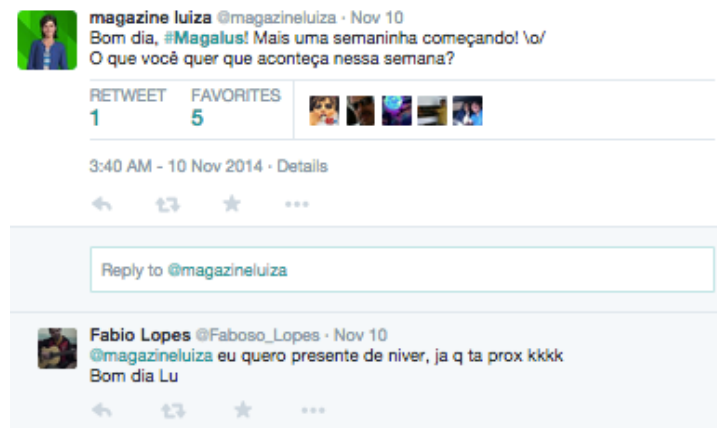 magazine luiza @magazineluiza · Nov 10
Bom dia, #Magalus! Mais uma semaninha começando! \o/
O que você quer que aconteça nessa semana?
RETWEET FAVORITES
1 5
3:40 AM - 10 Nov 2014 · Details
Reply to @magazineluiza
Fabio Lopes @Faboso_Lopes · Nov 10
@magazineluiza eu quero presente de niver, ja q ta prox kkkk
Bom dia Lu